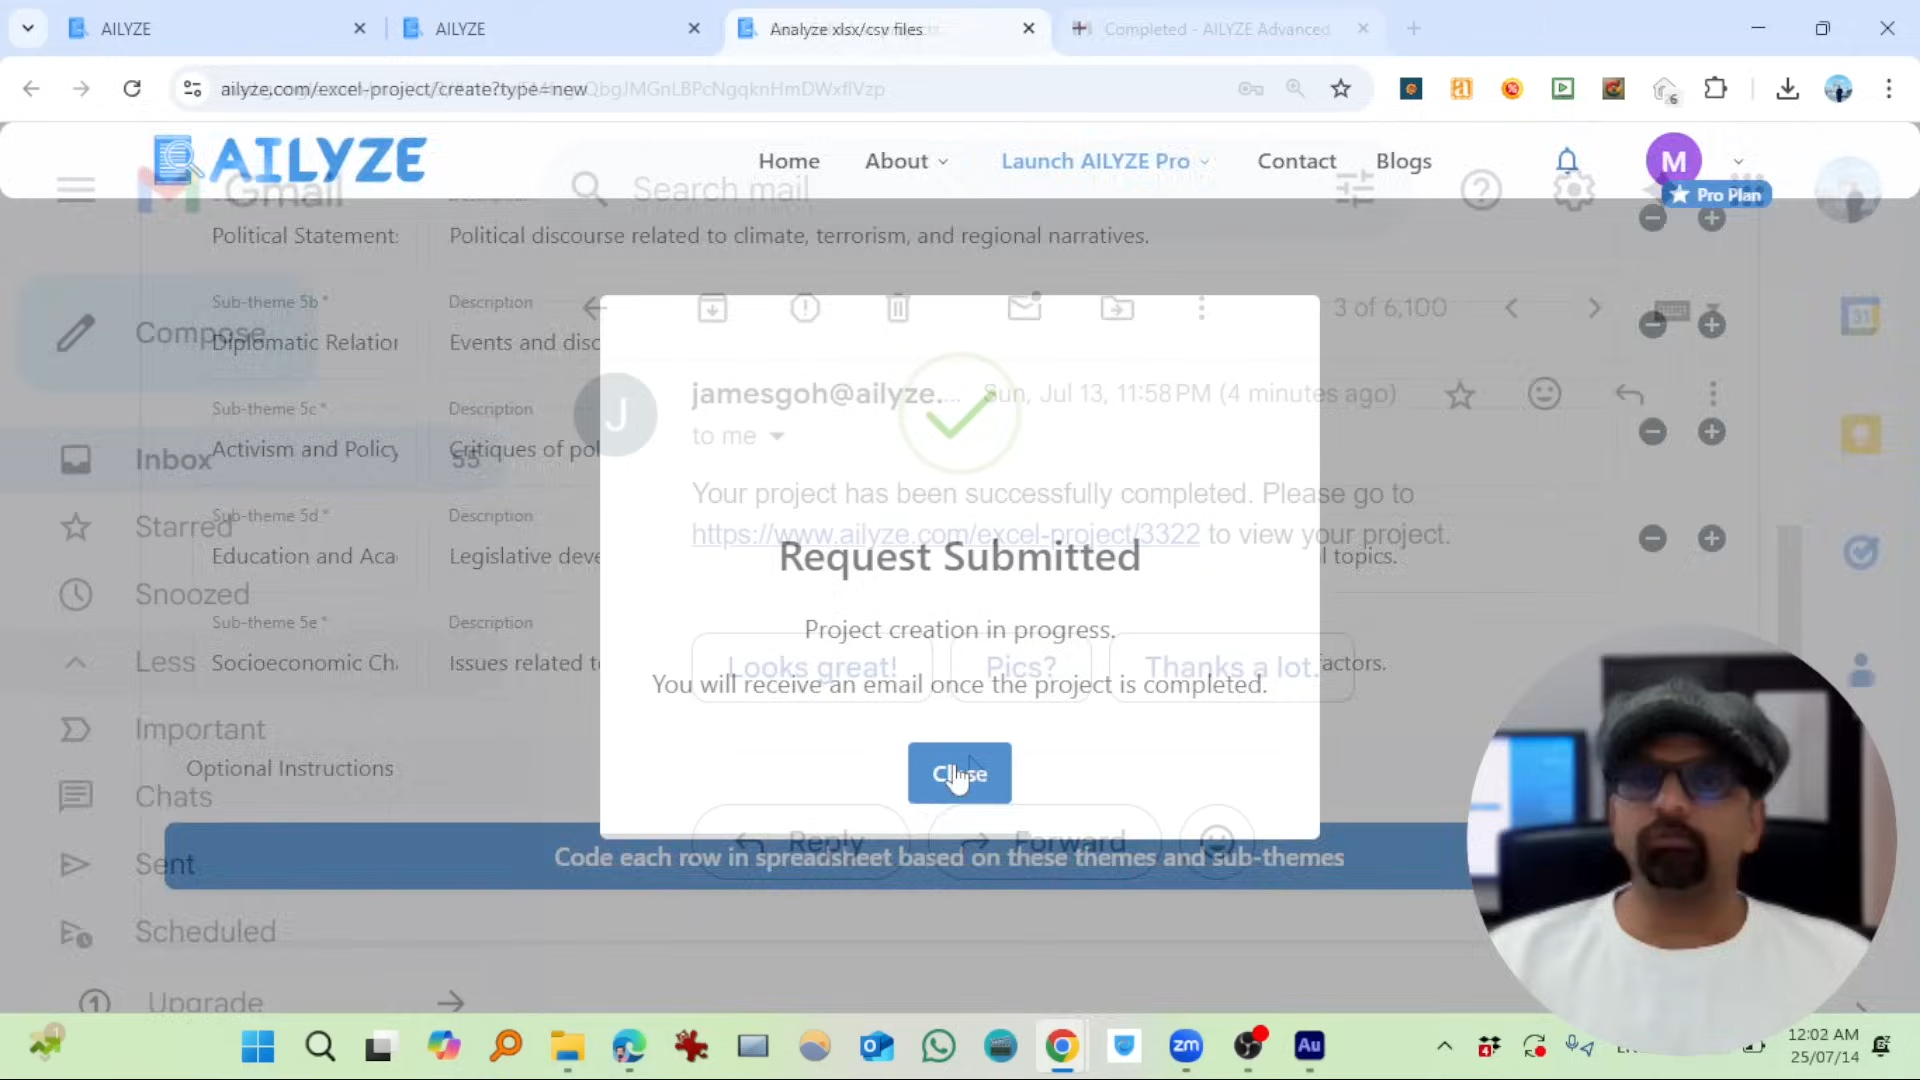 AILYZE
AILYZE
Analyze xlsx/csv files
Completed - AILYZE Advanced
ailyze.com/excel-project/create?type=new
QbgJMGnLBPcNgqknHmDWxflVzp
AILYZE
Home
About
Launch AILYZE Pro
Contact
Blogs
M
Pro Plan
Gmail
Search mail
Political Statement:
Political discourse related to climate, terrorism, and regional narratives.
Compose
Sub-theme 5b *
Description
3 of 6,100
31
Diplomatic Relation
Events and disc
Sub-theme 5c *
Description
J
jamesgoh@ailyze....
Sun, Jul 13, 11:58 PM (4 minutes ago)
to me
Inbox
55
Activism and Policy
Critiques of pol
Your project has been successfully completed. Please go to
https://www.ailyze.com/excel-project/3322 to view your project.
Starred
Sub-theme 5d *
Description
Education and Aca
Legislative deve
l topics.
Request Submitted
Snoozed
Sub-theme 5e *
Description
Project creation in progress.
Less
Socioeconomic Ch
Issues related t
actors.
Looks great!
Pics?
Thanks a lot.
You will receive an email once the project is completed.
Important
Optional Instructions
Close
Chats
Reply
Forward
Code each row in spreadsheet based on these themes and sub-themes
Sent
Scheduled
Upgrade
zm
Au
12:02 AM
25/07/14